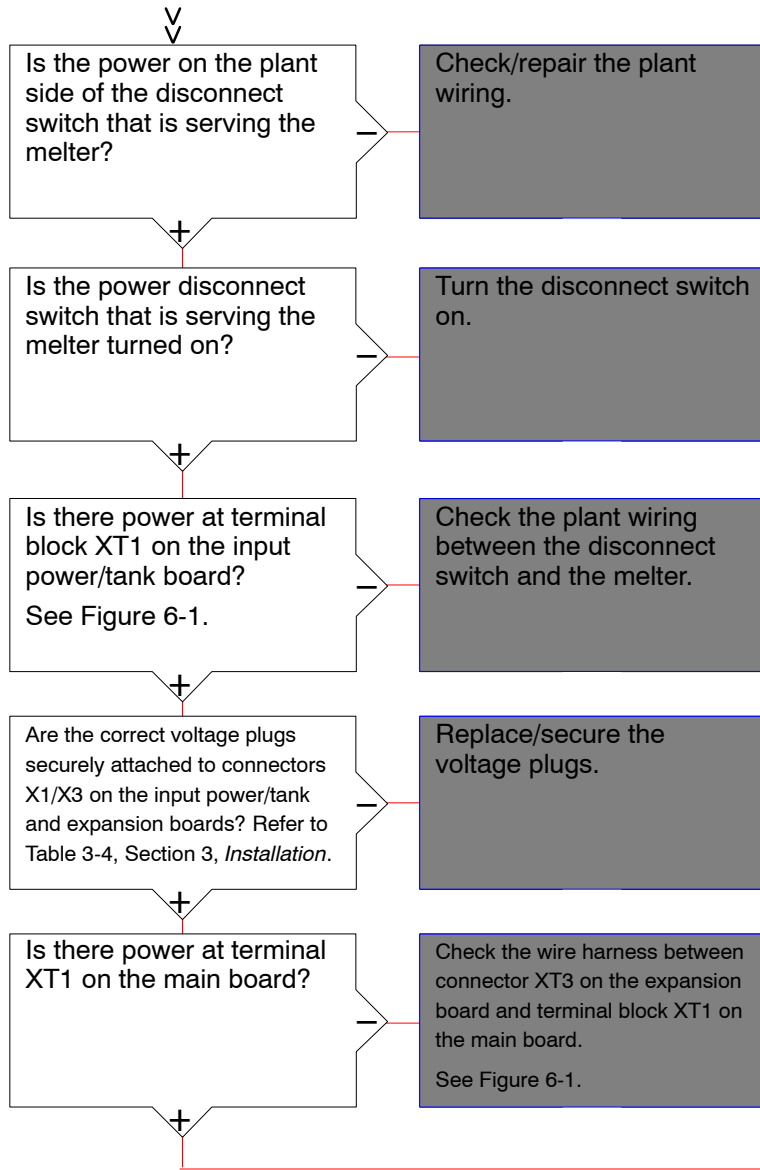 Is the power on the plant
side of the disconnect
switch that is serving the
melter?
−
+
Check/repair the plant
wiring.
Is the power disconnect
switch that is serving the
melter turned on?
−
+
Turn the disconnect switch
on.
Is there power at terminal
block XT1 on the input
power/tank board?
See Figure 6-1.
−
+
Check the plant wiring
between the disconnect
switch and the melter.
Are the correct voltage plugs
securely attached to connectors
X1/X3 on the input power/tank
and expansion boards? Refer to
Table 3-4, Section 3, Installation.
−
+
Replace/secure the
voltage plugs.
Is there power at terminal
XT1 on the main board?
−
+
Check the wire harness between
connector XT3 on the expansion
board and terminal block XT1 on
the main board.
See Figure 6-1.